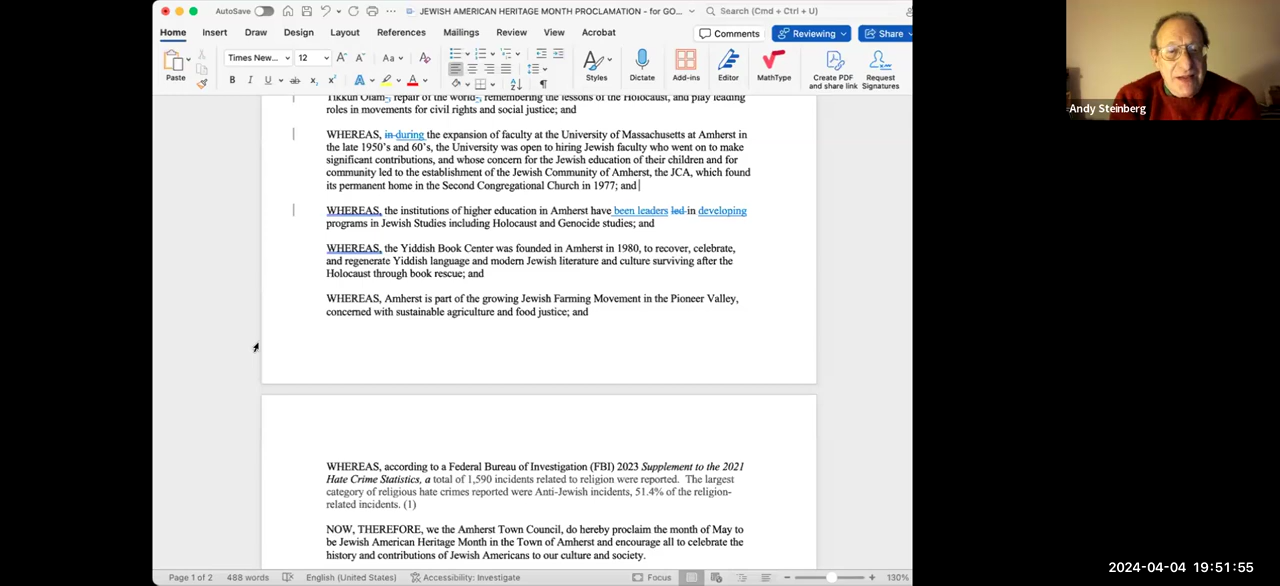 AutoSave
JEWISH AMERICAN HERITAGE MONTH PROCLAMATION - for GO...
Search (Cmd + Ctrl + U)
Home Insert Draw Design Layout References Mailings Review View Acrobat Comments Reviewing Share
Paste Times New... 12 Aa Styles Dictate Add-ins Editor MathType Create PDF and share link Request Signatures
Tikkun Olam-, repair of the world-, remembering the lessons of the Holocaust, and play leading
roles in movements for civil rights and social justice; and
WHEREAS, in during the expansion of faculty at the University of Massachusetts at Amherst in
the late 1950's and 60's, the University was open to hiring Jewish faculty who went on to make
significant contributions, and whose concern for the Jewish education of their children and for
community led to the establishment of the Jewish Community of Amherst, the JCA, which found
its permanent home in the Second Congregational Church in 1977; and
WHEREAS, the institutions of higher education in Amherst have been leaders led in developing
programs in Jewish Studies including Holocaust and Genocide studies; and
WHEREAS, the Yiddish Book Center was founded in Amherst in 1980, to recover, celebrate,
and regenerate Yiddish language and modern Jewish literature and culture surviving after the
Holocaust through book rescue; and
WHEREAS, Amherst is part of the growing Jewish Farming Movement in the Pioneer Valley,
concerned with sustainable agriculture and food justice; and
WHEREAS, according to a Federal Bureau of Investigation (FBI) 2023 Supplement to the 2021
Hate Crime Statistics, a total of 1,590 incidents related to religion were reported. The largest
category of religious hate crimes reported were Anti-Jewish incidents, 51.4% of the religion-
related incidents. (1)
NOW, THEREFORE, we the Amherst Town Council, do hereby proclaim the month of May to
be Jewish American Heritage Month in the Town of Amherst and encourage all to celebrate the
history and contributions of Jewish Americans to our culture and society.
Page 1 of 2 488 words English (United States) Accessibility: Investigate Focus 130%
Andy Steinberg
2024-04-04 19:51:55